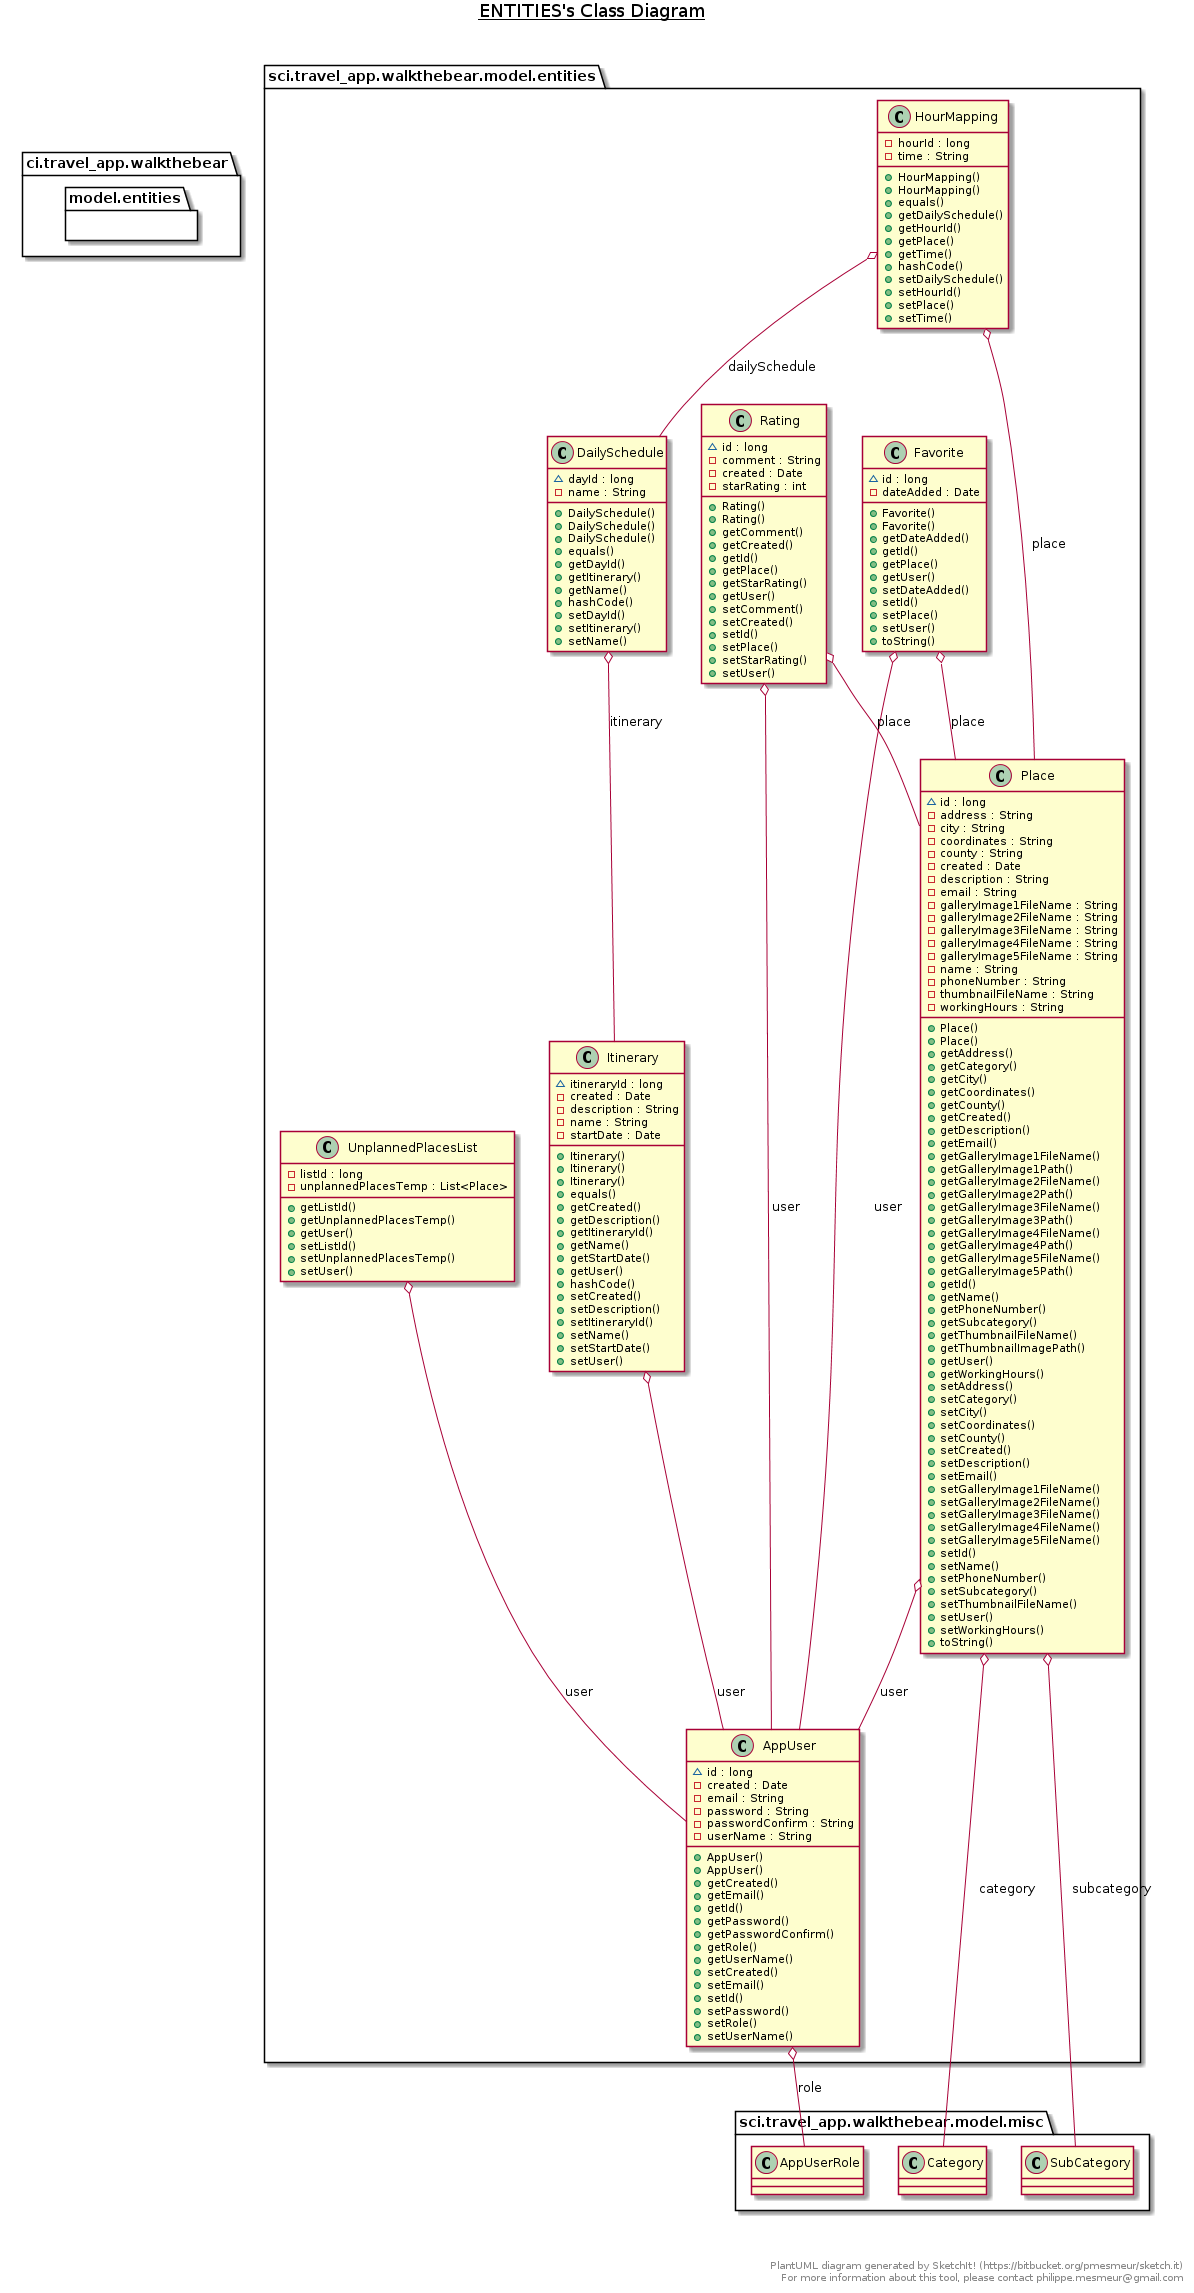 ENTITIES's Class Diagram
sci.travel_app.walkthebear.model.entities
ci.travel_app.walkthebear
model.entities
HourMapping
hourId : long
time : String
HourMapping()
HourMapping()
equals()
getDailySchedule()
getHourId()
getPlace()
getTime()
hashCode()
setDailySchedule()
setHourId()
setPlace()
setTime()
dailySchedule
place
DailySchedule
dayId : long
name : String
DailySchedule()
DailySchedule()
DailySchedule()
equals()
getDayId()
getItinerary()
getName()
hashCode()
setDayId()
setItinerary()
setName()
Rating
id : long
comment : String
created : Date
starRating : int
Rating()
Rating()
getComment()
getCreated()
getId()
getPlace()
getStarRating()
getUser()
setComment()
setCreated()
setId()
setPlace()
setStarRating()
setUser()
Favorite
id : long
dateAdded : Date
Favorite()
Favorite()
getDateAdded()
getId()
getPlace()
getUser()
setDateAdded()
setId()
setPlace()
setUser()
toString()
itinerary
place
place
Place
id : long
address : String
city : String
coordinates : String
county : String
created : Date
description : String
email : String
galleryImage1FileName : String
galleryImage2FileName : String
galleryImage3FileName : String
galleryImage4FileName : String
galleryImage5FileName : String
name : String
phoneNumber : String
thumbnailFileName : String
workingHours : String
Place()
Place()
getAddress()
getCategory()
getCity()
getCoordinates()
getCounty()
getCreated()
getDescription()
getEmail()
getGalleryImage1FileName()
getGalleryImage1Path()
getGalleryImage2FileName()
getGalleryImage2Path()
getGalleryImage3FileName()
getGalleryImage3Path()
getGalleryImage4FileName()
getGalleryImage4Path()
getGalleryImage5FileName()
getGalleryImage5Path()
getId()
getName()
getPhoneNumber()
getSubcategory()
getThumbnailFileName()
getThumbnailImagePath()
getUser()
getWorkingHours()
setAddress()
setCategory()
setCity()
setCoordinates()
setCounty()
setCreated()
setDescription()
setEmail()
setGalleryImage1FileName()
setGalleryImage2FileName()
setGalleryImage3FileName()
setGalleryImage4FileName()
setGalleryImage5FileName()
setId()
setName()
setPhoneNumber()
setSubcategory()
setThumbnailFileName()
setUser()
setWorkingHours()
toString()
Itinerary
itineraryId : long
created : Date
description : String
name : String
startDate : Date
Itinerary()
Itinerary()
Itinerary()
equals()
getCreated()
getDescription()
getItineraryId()
getName()
getStartDate()
getUser()
hashCode()
setCreated()
setDescription()
setItineraryId()
setName()
setStartDate()
setUser()
UnplannedPlacesList
listId : long
unplannedPlacesTemp : List<Place>
getListId()
getUnplannedPlacesTemp()
getUser()
setListId()
setUnplannedPlacesTemp()
setUser()
user
user
user
user
user
AppUser
id : long
created : Date
email : String
password : String
passwordConfirm : String
userName : String
AppUser()
AppUser()
getCreated()
getEmail()
getId()
getPassword()
getPasswordConfirm()
getRole()
getUserName()
setCreated()
setEmail()
setId()
setPassword()
setRole()
setUserName()
category
subcategory
role
sci.travel_app.walkthebear.model.misc
AppUserRole
Category
SubCategory
PlantUML diagram generated by SketchIt! (https://bitbucket.org/pmesmeur/sketch.it)
For more information about this tool, please contact philippe.mesmeur@gmail.com